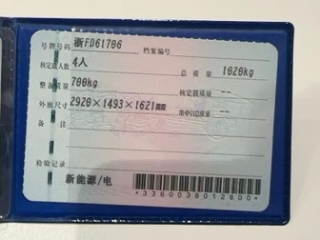 号牌号码 浙FD61706 档案编号
核定载人数 4人 总质量 1020kg
整备质量 700kg 核定载质量 --
外廓尺寸 2920×1493×1621mm 准牵引总质量 --
备注
检验记录
新能源/电
*3360038012800*